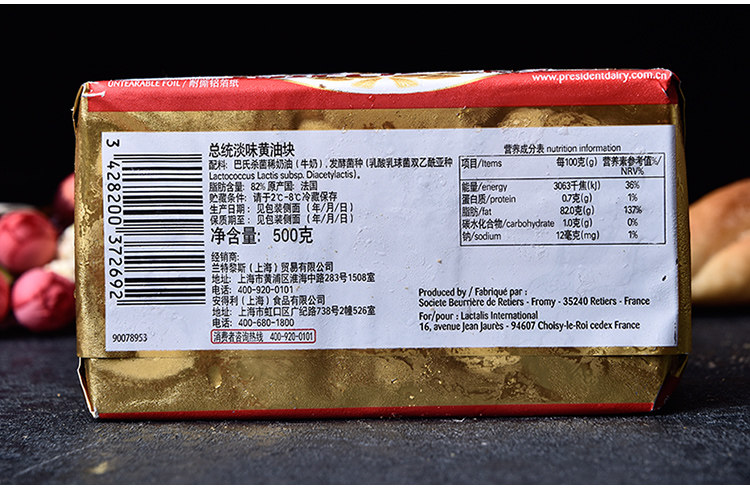 UNTEARABLE FOIL / 耐撕铝箔纸
www.presidentdairy.com.cn
3 428200 372692
90078953
总统淡味黄油块
配料: 巴氏杀菌稀奶油 (牛奶), 发酵菌种 (乳酸乳球菌双乙酰亚种
Lactococcus Lactis subsp. Diacetylactis)。
脂肪含量: 82% 原产国: 法国
贮藏条件: 请于2℃-8℃冷藏保存
生产日期: 见包装侧面 (年/月/日)
保质期至: 见包装侧面 (年/月/日)
净含量: 500克
经销商:
兰特黎斯 (上海) 贸易有限公司
地址: 上海市黄浦区淮海中路283号1508室
电话: 400-920-0101
安得利 (上海) 食品有限公司
地址: 上海市虹口区广纪路738号2幢526室
电话: 400-680-1800
消费者咨询热线 400-920-0101
营养成分表 nutrition information
项目/Items 每100克(g) 营养素参考值%/
NRV%
能量/energy 3063千焦(kj) 36%
蛋白质/protein 0.7克(g) 1%
脂肪/fat 82.0克(g) 137%
碳水化合物/carbohydrate 1.0克(g) 0%
钠/sodium 12毫克(mg) 1%
Produced by / Fabriqué par :
Societe Beurrière de Retiers - Fromy - 35240 Retiers - France
For/pour : Lactalis International
16, avenue Jean Jaurès - 94607 Choisy-le-Roi cedex France